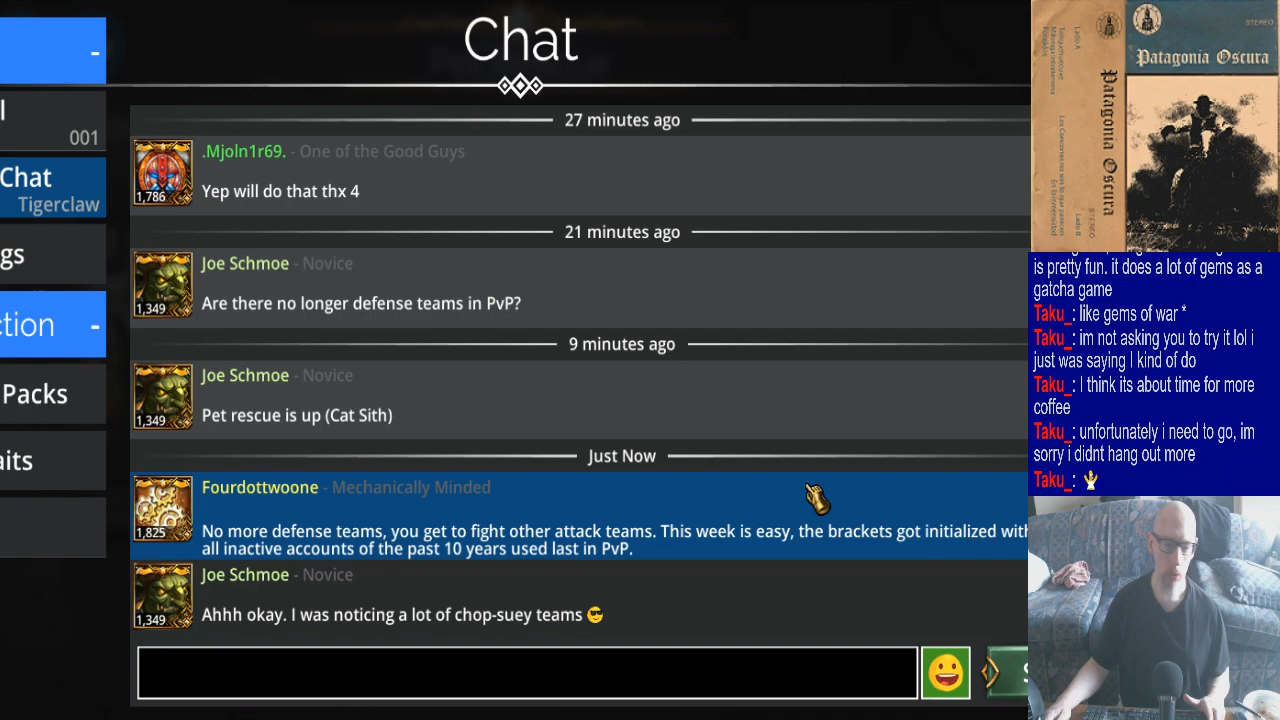 Chat
-
l
001
Chat
Tigerclaw
gs
ction -
Packs
aits
27 minutes ago
.Mjoln1r69. - One of the Good Guys
Yep will do that thx 4
1,786
21 minutes ago
Joe Schmoe - Novice
Are there no longer defense teams in PvP?
1,349
9 minutes ago
Joe Schmoe - Novice
Pet rescue is up (Cat Sith)
1,349
Just Now
Fourdottwoone - Mechanically Minded
No more defense teams, you get to fight other attack teams. This week is easy, the brackets got initialized with
all inactive accounts of the past 10 years used last in PvP.
1,825
Joe Schmoe - Novice
Ahhh okay. I was noticing a lot of chop-suey teams 😎
1,349
S
Patagonia Oscura
Lado A
Lado B
STEREO
STEREO
Patagonia Oscura
is pretty fun. it does a lot of gems as a
gatcha game
Taku_: like gems of war *
Taku_: im not asking you to try it lol i
just was saying I kind of do
Taku_: I think its about time for more
coffee
Taku_: unfortunately i need to go, im
sorry i didnt hang out more
Taku_: